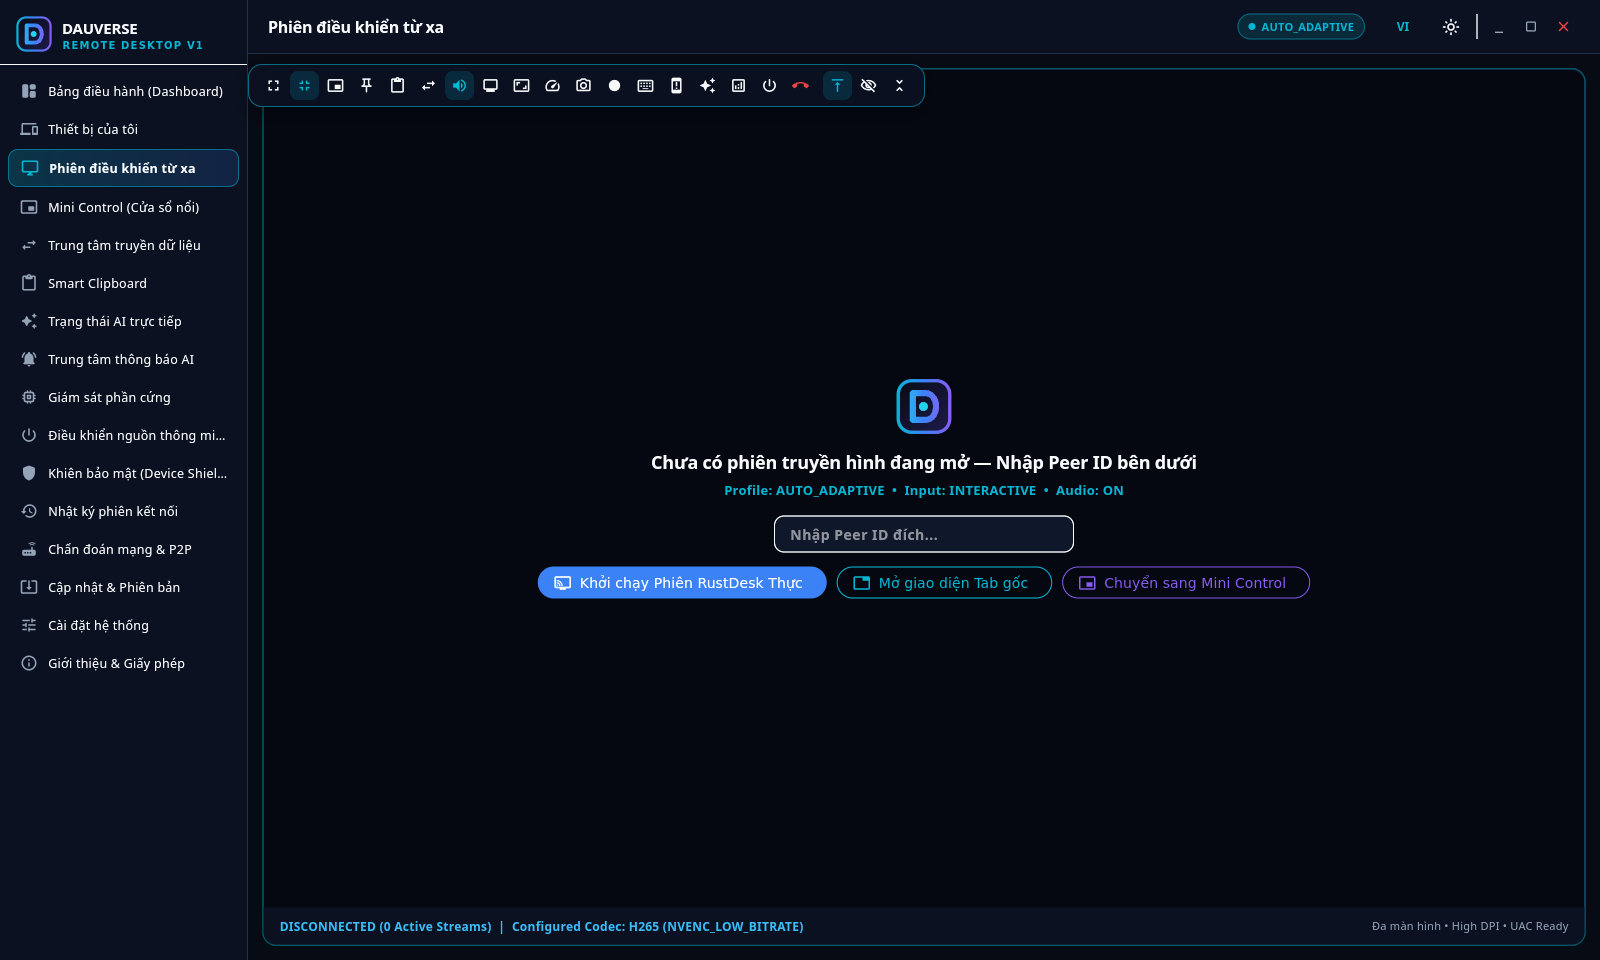 DAUVERSE
REMOTE DESKTOP V1
Phiên điều khiển từ xa
AUTO_ADAPTIVE
VI
Bảng điều hành (Dashboard)
Thiết bị của tôi
Phiên điều khiển từ xa
Mini Control (Cửa sổ nổi)
Trung tâm truyền dữ liệu
Smart Clipboard
Trạng thái AI trực tiếp
Trung tâm thông báo AI
Giám sát phần cứng
Điều khiển nguồn thông mi...
Khiên bảo mật (Device Shiel...
Nhật ký phiên kết nối
Chẩn đoán mạng & P2P
Cập nhật & Phiên bản
Cài đặt hệ thống
Giới thiệu & Giấy phép
Chưa có phiên truyền hình đang mở — Nhập Peer ID bên dưới
Profile: AUTO_ADAPTIVE • Input: INTERACTIVE • Audio: ON
Nhập Peer ID đích...
Khởi chạy Phiên RustDesk Thực
Mở giao diện Tab gốc
Chuyển sang Mini Control
DISCONNECTED (0 Active Streams) | Configured Codec: H265 (NVENC_LOW_BITRATE)
Đa màn hình • High DPI • UAC Ready